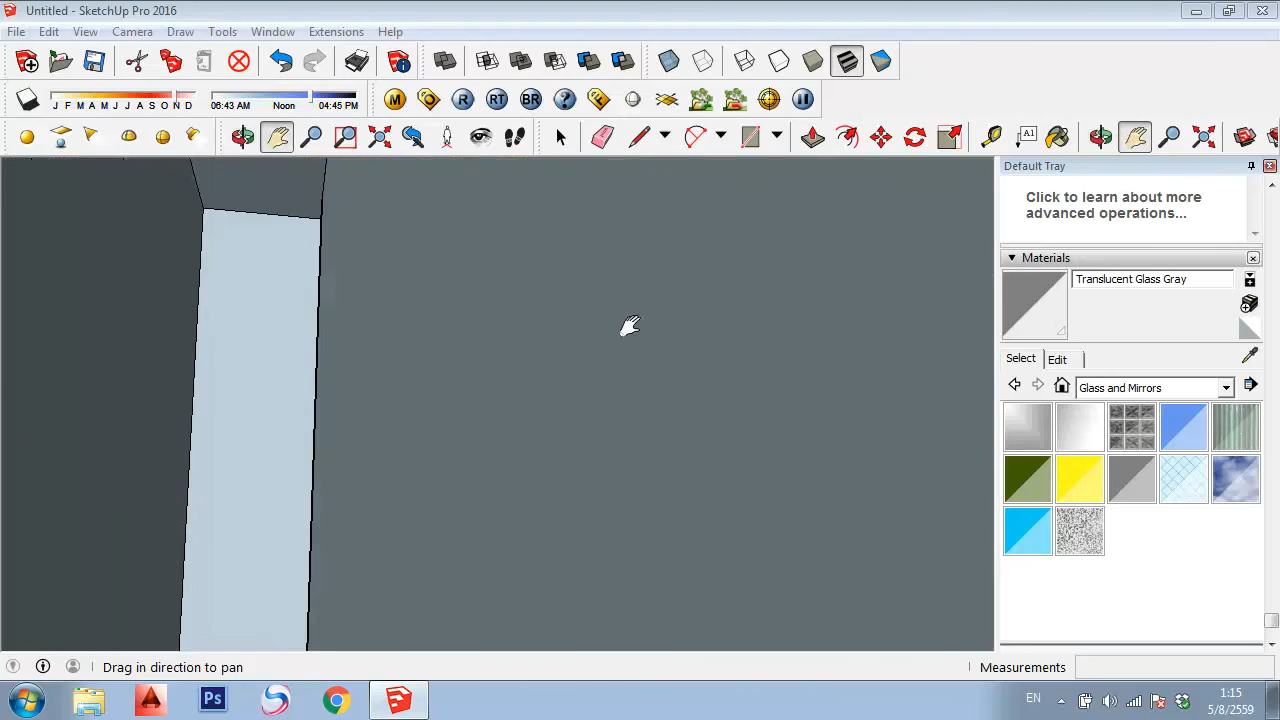 Untitled - SketchUp Pro 2016
File Edit View Camera Draw Tools Window Extensions Help
J F M A M J J A S O N D 06:43 AM Noon 04:45 PM
M R RT BR ? F
A1
Default Tray
Click to learn about more
advanced operations...
Materials
Translucent Glass Gray
Select Edit
Glass and Mirrors
Drag in direction to pan
Measurements
Ps
EN
1:15
5/8/2559